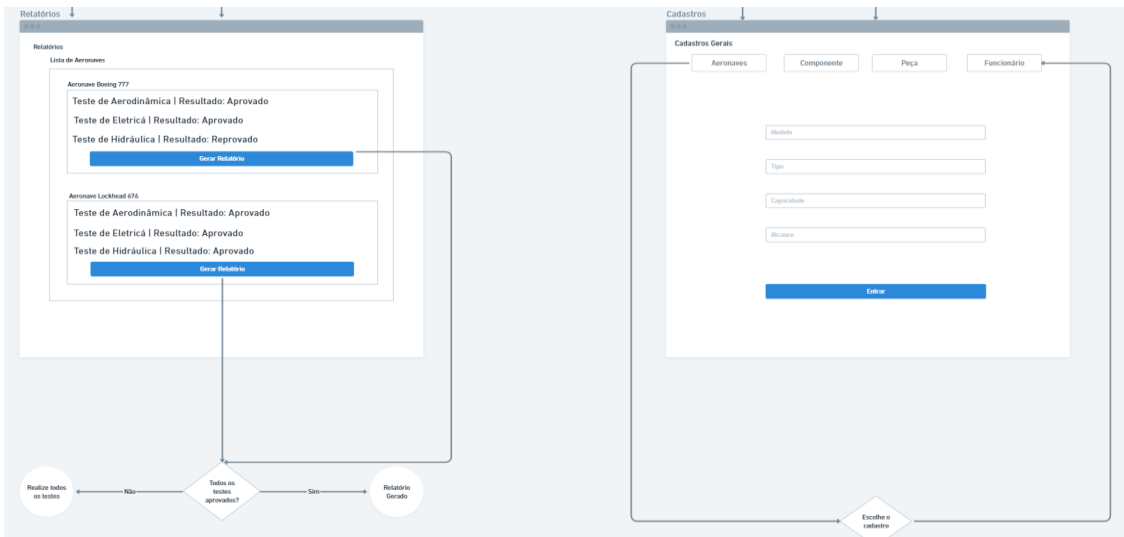 Relatórios
Relatórios
Lista de Aeronaves
Aeronave Boeing 777
Teste de Aerodinâmica | Resultado: Aprovado
Teste de Eletricá | Resultado: Aprovado
Teste de Hidráulica | Resultado: Reprovado
Gerar Relatório
Aeronave Lockhead 676
Teste de Aerodinâmica | Resultado: Aprovado
Teste de Eletricá | Resultado: Aprovado
Teste de Hidráulica | Resultado: Aprovado
Gerar Relatório
Realize todos
os testes
Não
Todos os
testes
aprovados?
Sim
Relatório
Gerado
Cadastros
Cadastros Gerais
Aeronaves
Componente
Peça
Funcionário
Modelo
Tipo
Capacidade
Alcance
Entrar
Escolhe o
cadastro